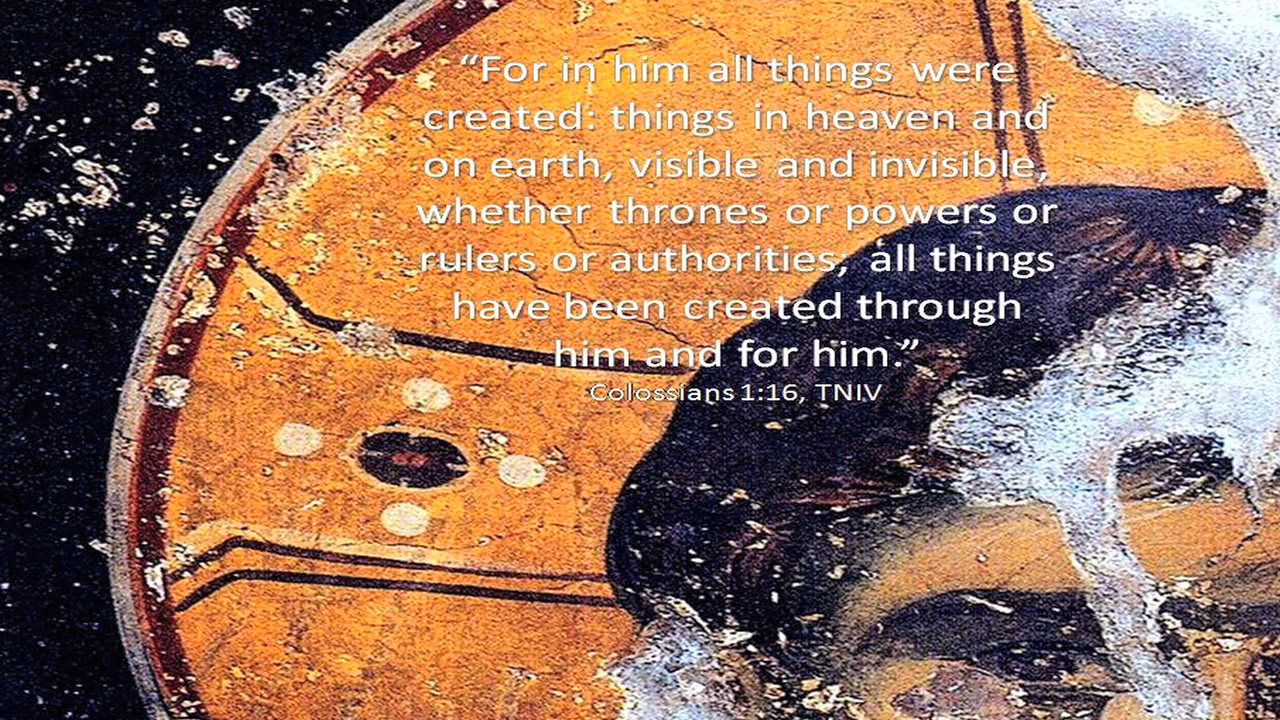 “For in him all things were
created: things in heaven and
on earth, visible and invisible,
whether thrones or powers or
rulers or authorities; all things
have been created through
him and for him.”
Colossians 1:16, TNIV